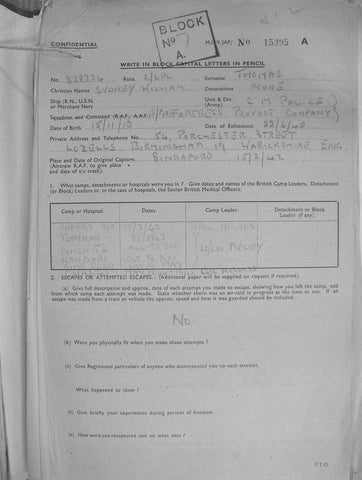 BLOCK
No 7
A.
CONFIDENTIAL
No 15395 A
WRITE IN BLOCK CAPITAL LETTERS IN PENCIL
No. Rank L/CPL Surname THOMAS
Christian Names SYDNEY WILLIAM Decorations NONE
Ship (R.N., U.S.N. or Merchant Navy Unit & Div. (Army) C M POLICE
Squadron and Command (R.A.F., A.A.F.) FORTRESS PROVOST COMPANY)
Date of Birth 18/11/12 Date of Enlistment 22/6/40
Private Address and Telephone No. 54, PORCHESTER STREET
LOZELLS BIRMINGHAM 19 WARICKSHIRE ENG.
Place and Date of Original Capture SINGAPORE 15/2/42
(Aircrew R.A.F. to give place and date of a/c crash).
1. What camps, detachments or hospitals were you in? Give dates and names of the British Camp Leaders, Detachment
(or Block) Leaders or, in the case of hospitals, the Senior British Medical Officers.
Camp or Hospital. Dates. Camp Leader. Detachment or Block Leader (if any).
CHANGI 15/2/42 LT/COL HOLMES
2. ESCAPES OR ATTEMPTED ESCAPES. (Additional paper will be supplied on request if required).
(a) Give full description and approx. date of each attempt you made to escape, showing how you left the camp, and
from which camp each attempt was made. State whether there was an air-raid in progress at the time or not. If an
escape was made from a train or vehicle the approx. speed and how it was guarded should be included.
No.
(b) Were you physically fit when you made these attempts?
(c) Give Regimental particulars of anyone who accompanied you on each attempt.
What happened to them?
(d) Give briefly your experiences during periods of freedom.
(e) How were you recaptured and on what date?
P.T.O.